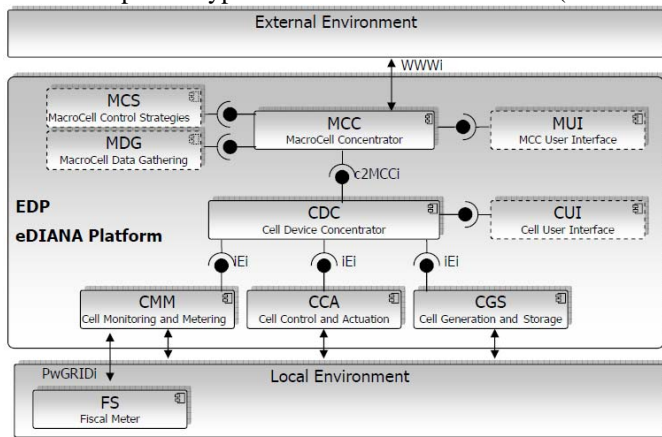 External Environment
WWWi
MCS
MacroCell Control Strategies
MDG
MacroCell Data Gathering
MCC
MacroCell Concentrator
MUI
MCC User Interface
c2MCCi
EDP
eDIANA Platform
CDC
Cell Device Concentrator
CUI
Cell User Interface
iEi
iEi
iEi
CMM
Cell Monitoring and Metering
CCA
Cell Control and Actuation
CGS
Cell Generation and Storage
PwGRIDi
Local Environment
FS
Fiscal Meter